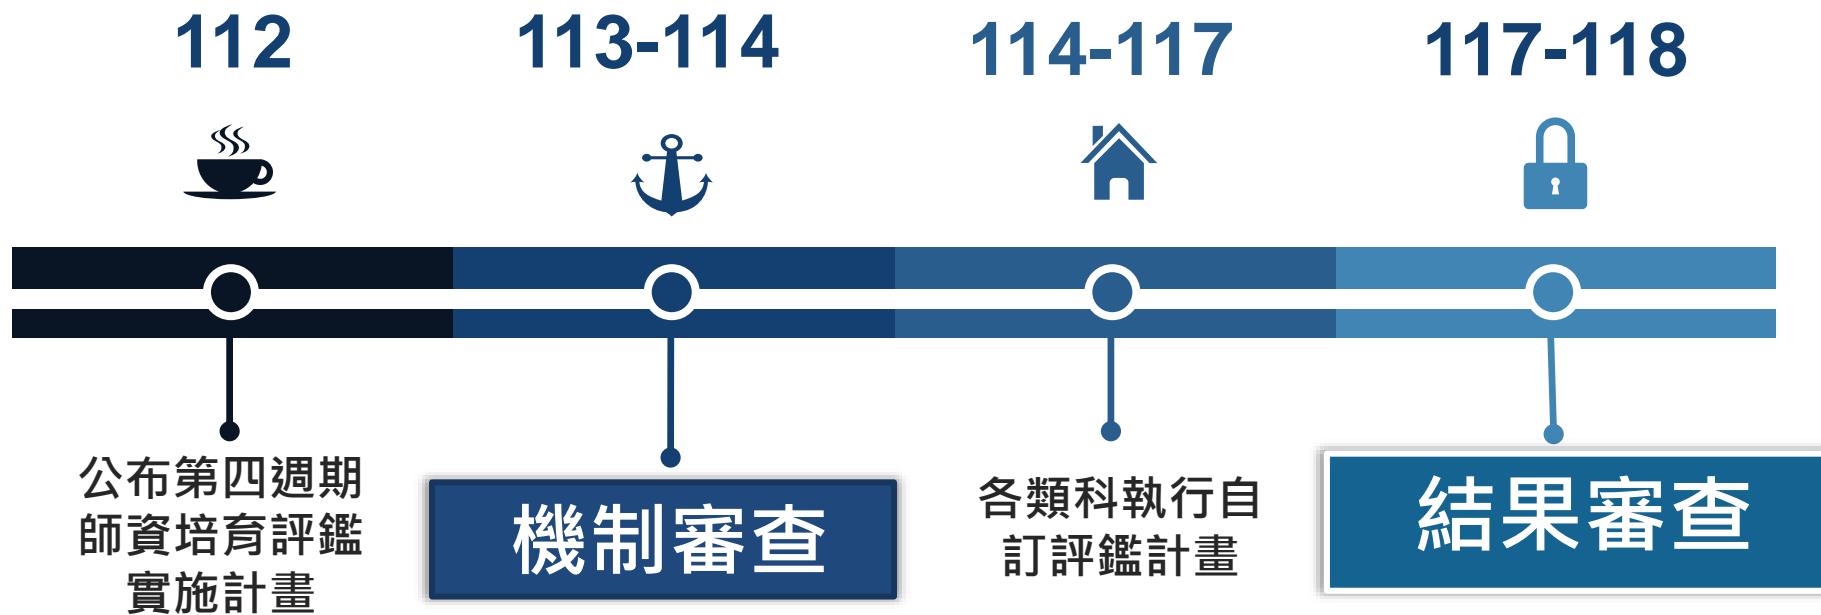 112
113-114
114-117
117-118
公布第四週期
師資培育評鑑
實施計畫
機制審查
各類科執行自
訂評鑑計畫
結果審查